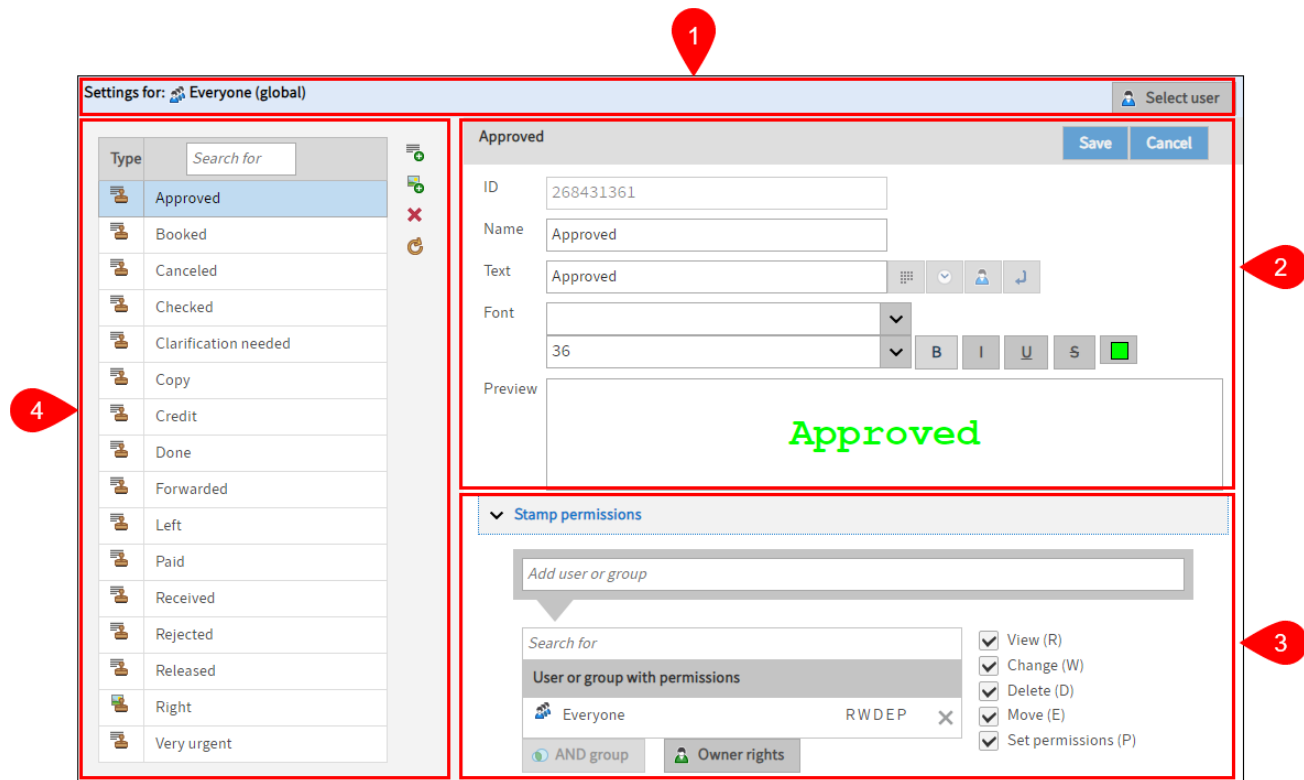 1
Settings for: Everyone (global)
Select user
4
Type
Search for
Approved
Booked
Canceled
Checked
Clarification needed
Copy
Credit
Done
Forwarded
Left
Paid
Received
Rejected
Released
Right
Very urgent
2
Approved
Save Cancel
ID 268431361
Name Approved
Text Approved
Font
36 B I U S
Preview
Approved
3
Stamp permissions
Add user or group
Search for
User or group with permissions
Everyone RWDEP
AND group Owner rights
View (R)
Change (W)
Delete (D)
Move (E)
Set permissions (P)